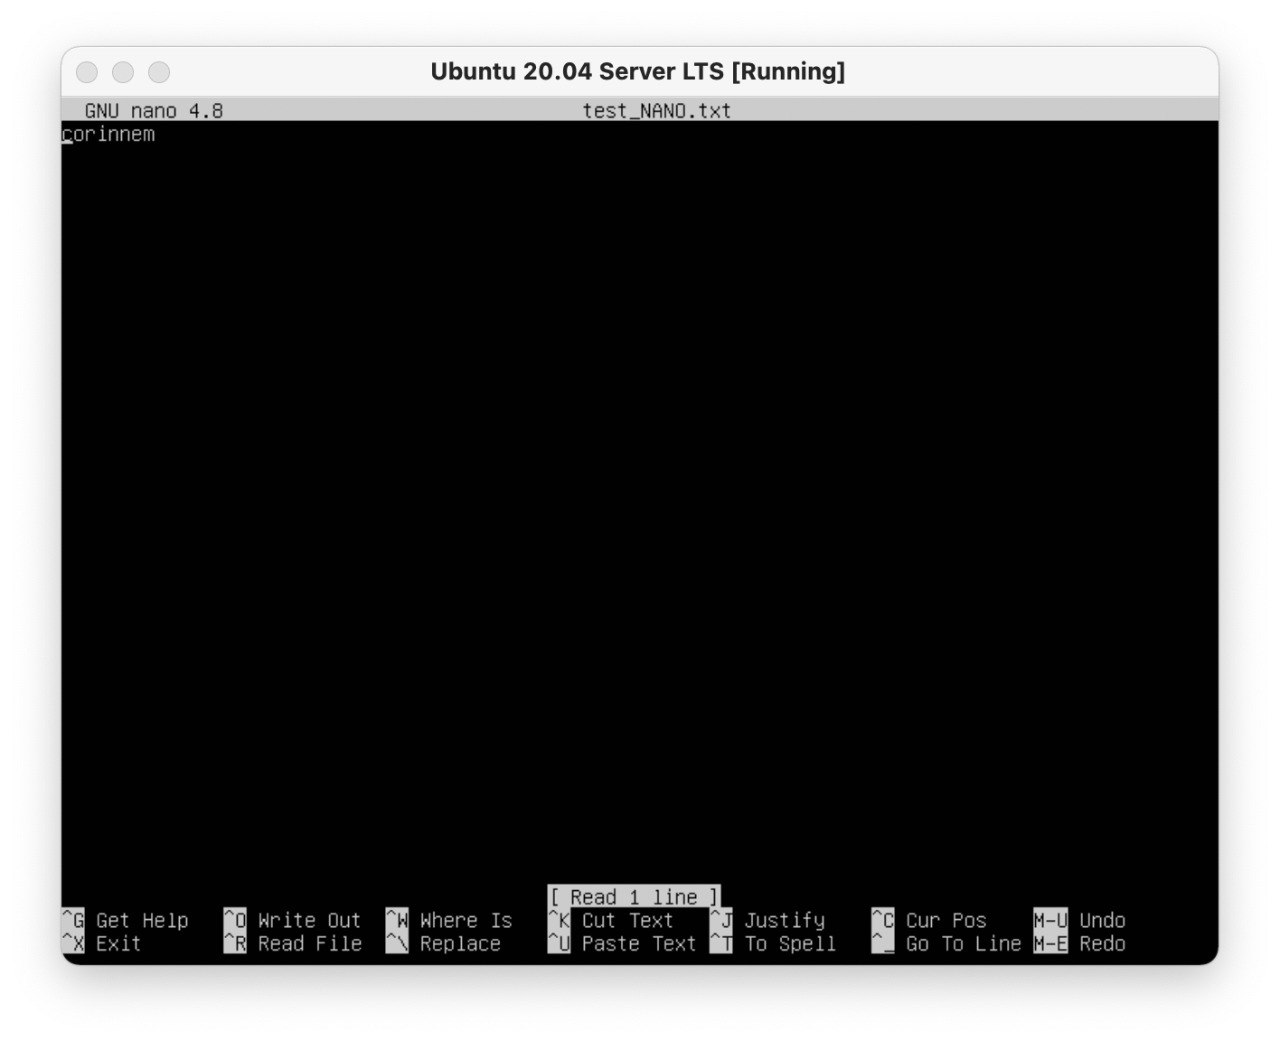 Ubuntu 20.04 Server LTS [Running]
GNU nano 4.8 test_NANO.txt
corinnem
[ Read 1 line ]
^G Get Help ^O Write Out ^W Where Is ^K Cut Text ^J Justify ^C Cur Pos M-U Undo
^X Exit ^R Read File ^\ Replace ^U Paste Text ^T To Spell ^_ Go To Line M-E Redo